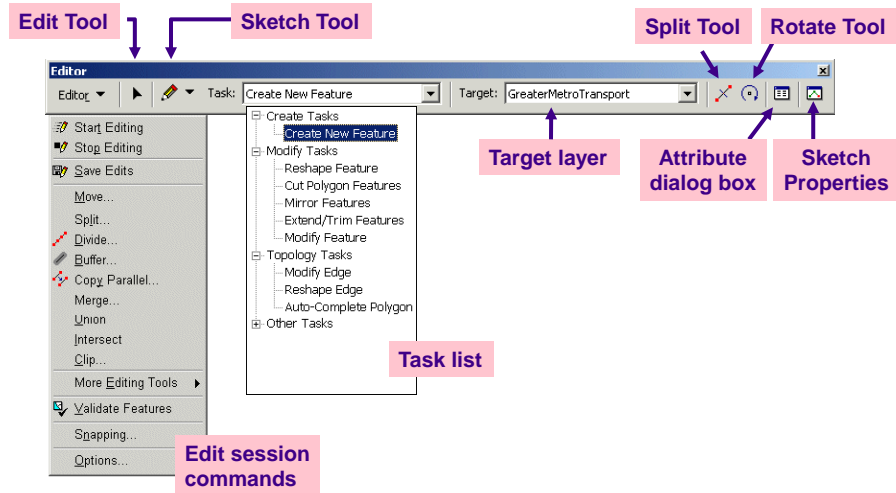 Edit Tool
Sketch Tool
Split Tool
Rotate Tool
Editor
Editor
Task:
Create New Feature
Target:
GreaterMetroTransport
Start Editing
Stop Editing
Save Edits
Move...
Split...
Divide...
Buffer...
Copy Parallel...
Merge...
Union
Intersect
Clip...
More Editing Tools
Validate Features
Snapping...
Options...
Create Tasks
Create New Feature
Modify Tasks
Reshape Feature
Cut Polygon Features
Mirror Features
Extend/Trim Features
Modify Feature
Topology Tasks
Modify Edge
Reshape Edge
Auto-Complete Polygon
Other Tasks
Target layer
Attribute
dialog box
Sketch
Properties
Task list
Edit session
commands